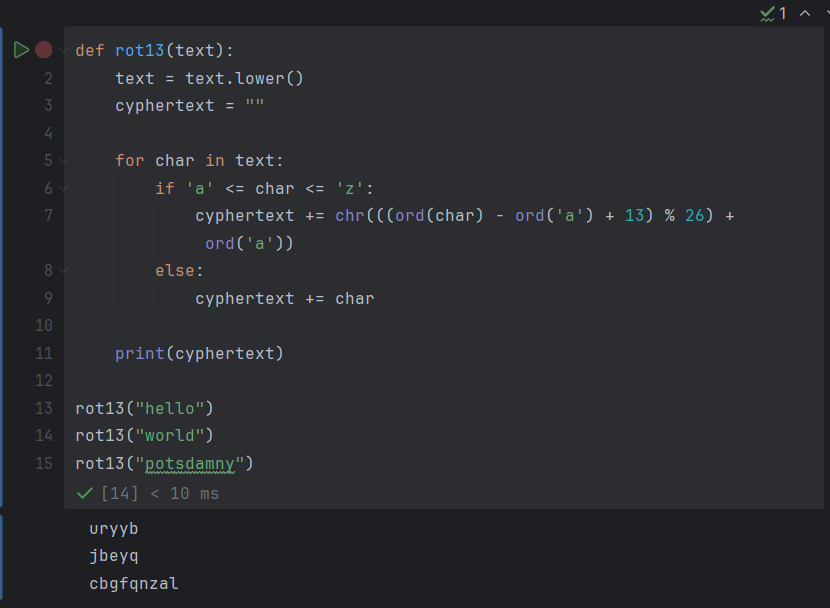 1
def rot13(text):
2 text = text.lower()
3 cyphertext = ""
4
5 for char in text:
6 if 'a' <= char <= 'z':
7 cyphertext += chr(((ord(char) - ord('a') + 13) % 26) +
ord('a'))
8 else:
9 cyphertext += char
10
11 print(cyphertext)
12
13 rot13("hello")
14 rot13("world")
15 rot13("potsdamny")
[14] < 10 ms
uryyb
jbeyq
cbgfqnzal